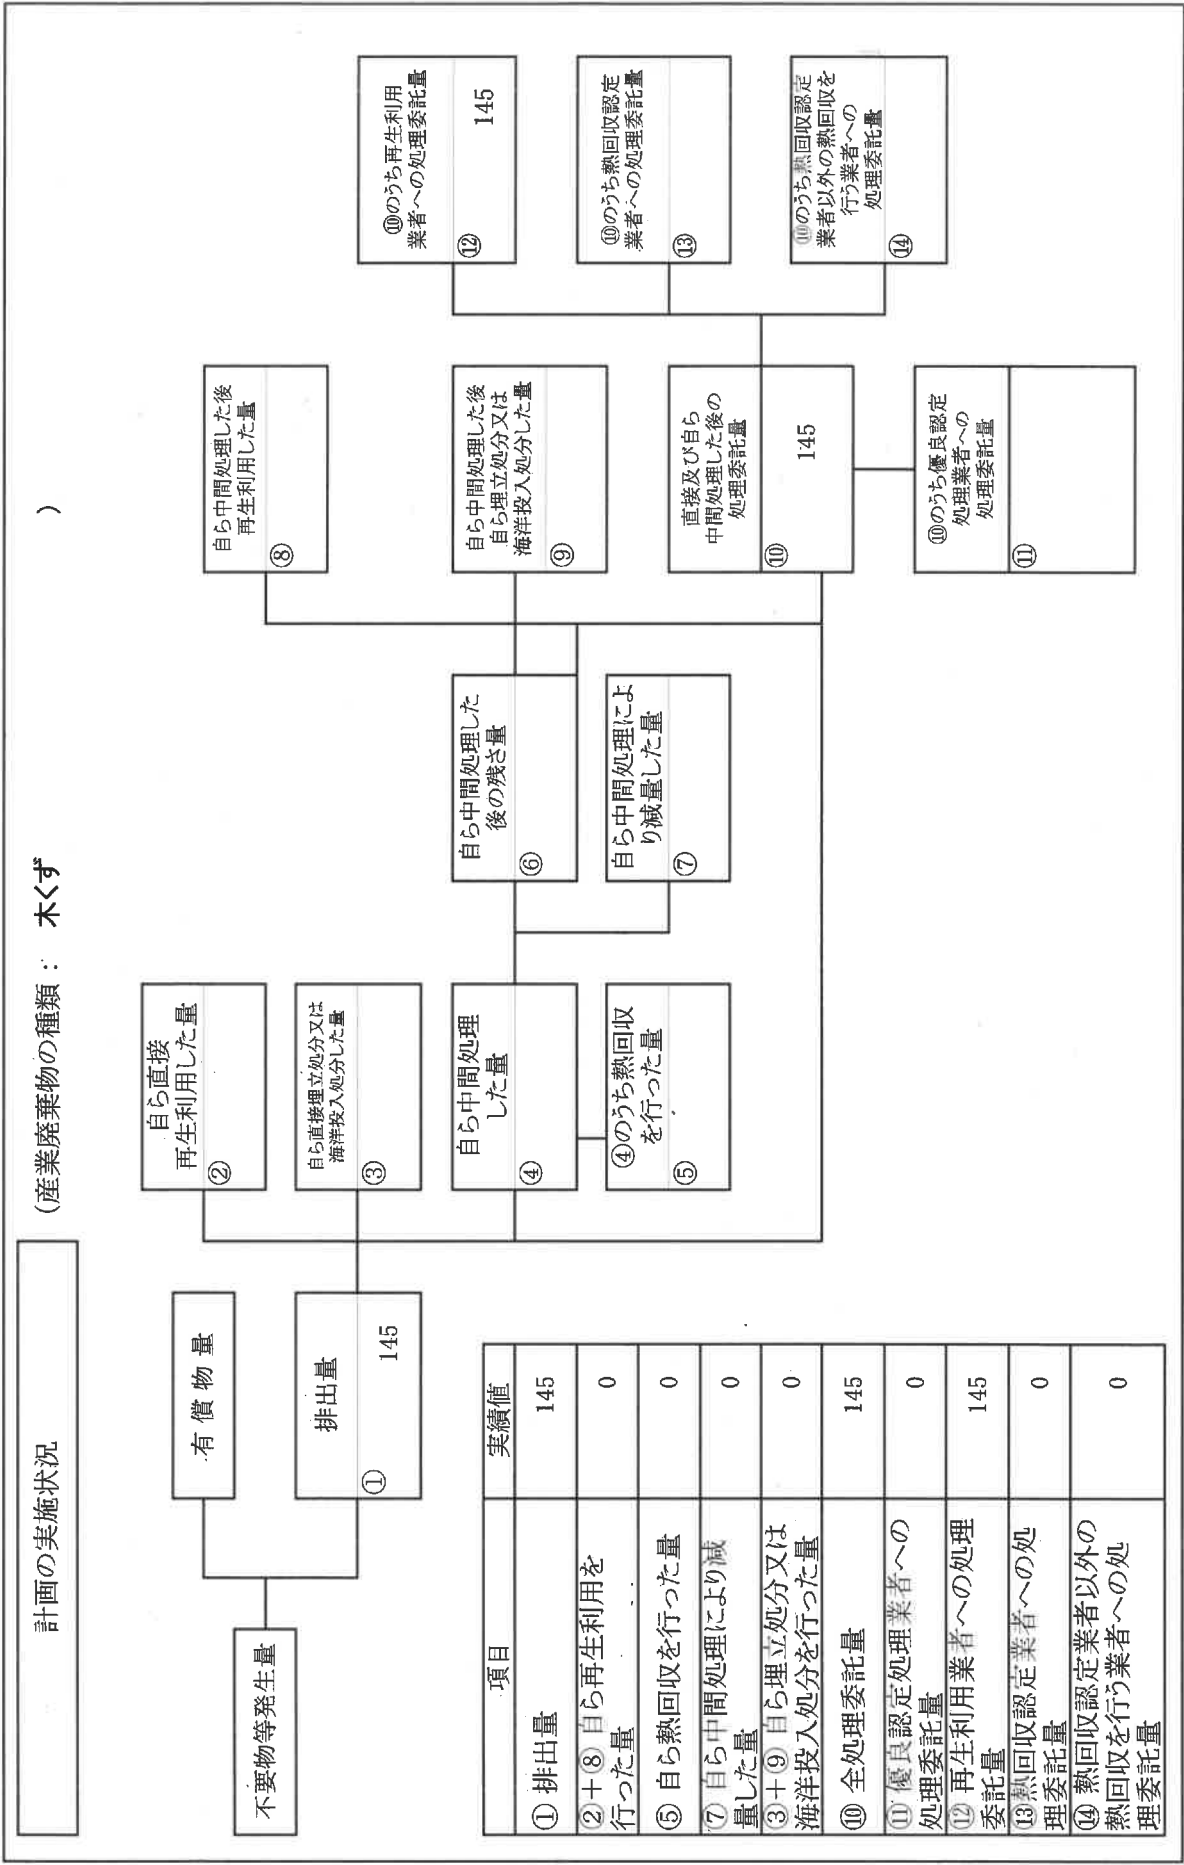 計画の実施状況
(産業廃棄物の種類： 木くず )
不要物等発生量
有償物量
排出量
①
145
自ら直接
再生利用した量
②
自ら直接埋立処分又は
海洋投入処分した量
③
自ら中間処理
した量
④
④のうち熱回収
を行った量
⑤
自ら中間処理した
後の残さ量
⑥
自ら中間処理によ
り減量した量
⑦
自ら中間処理した後
再生利用した量
⑧
自ら中間処理した後
自ら埋立処分又は
海洋投入処分した量
⑨
直接及び自ら
中間処理した後の
処理委託量
⑩
145
⑩のうち優良認定
処理業者への
処理委託量
⑪
⑩のうち再生利用
業者への処理委託量
⑫
145
⑩のうち熱回収認定
業者への処理委託量
⑬
⑩のうち熱回収認定
業者以外の熱回収を
行う業者への
処理委託量
⑭
項目 実績値
① 排出量 145
②＋⑧ 自ら再生利用を
行った量 0
⑤ 自ら熱回収を行った量 0
⑦ 自ら中間処理により減
量した量 0
③＋⑨ 自ら埋立処分又は
海洋投入処分を行った量 0
⑩ 全処理委託量 145
⑪ 優良認定処理業者への
処理委託量 0
⑫ 再生利用業者への処理
委託量 145
⑬熱回収認定業者への処
理委託量 0
⑭ 熱回収認定業者以外の
熱回収を行う業者への処
理委託量 0